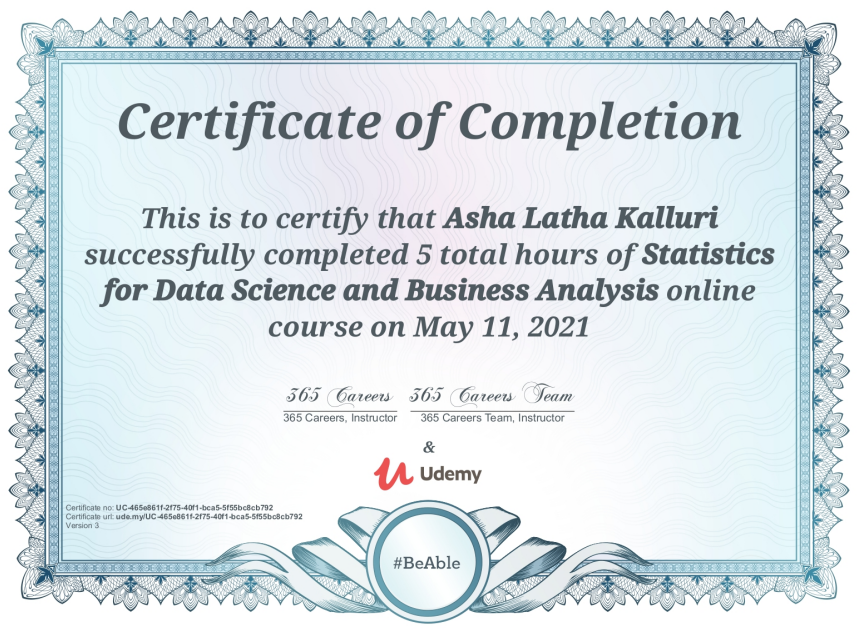 Certificate of Completion
This is to certify that Asha Latha Kalluri
successfully completed 5 total hours of Statistics
for Data Science and Business Analysis online
course on May 11, 2021
365 Careers 365 Careers Team
365 Careers, Instructor 365 Careers Team, Instructor
&
Udemy
Certificate no: UC-465e861f-2f75-40f1-bca5-5f55bc8cb792
Certificate url: ude.my/UC-465e861f-2f75-40f1-bca5-5f55bc8cb792
Version 3
#BeAble